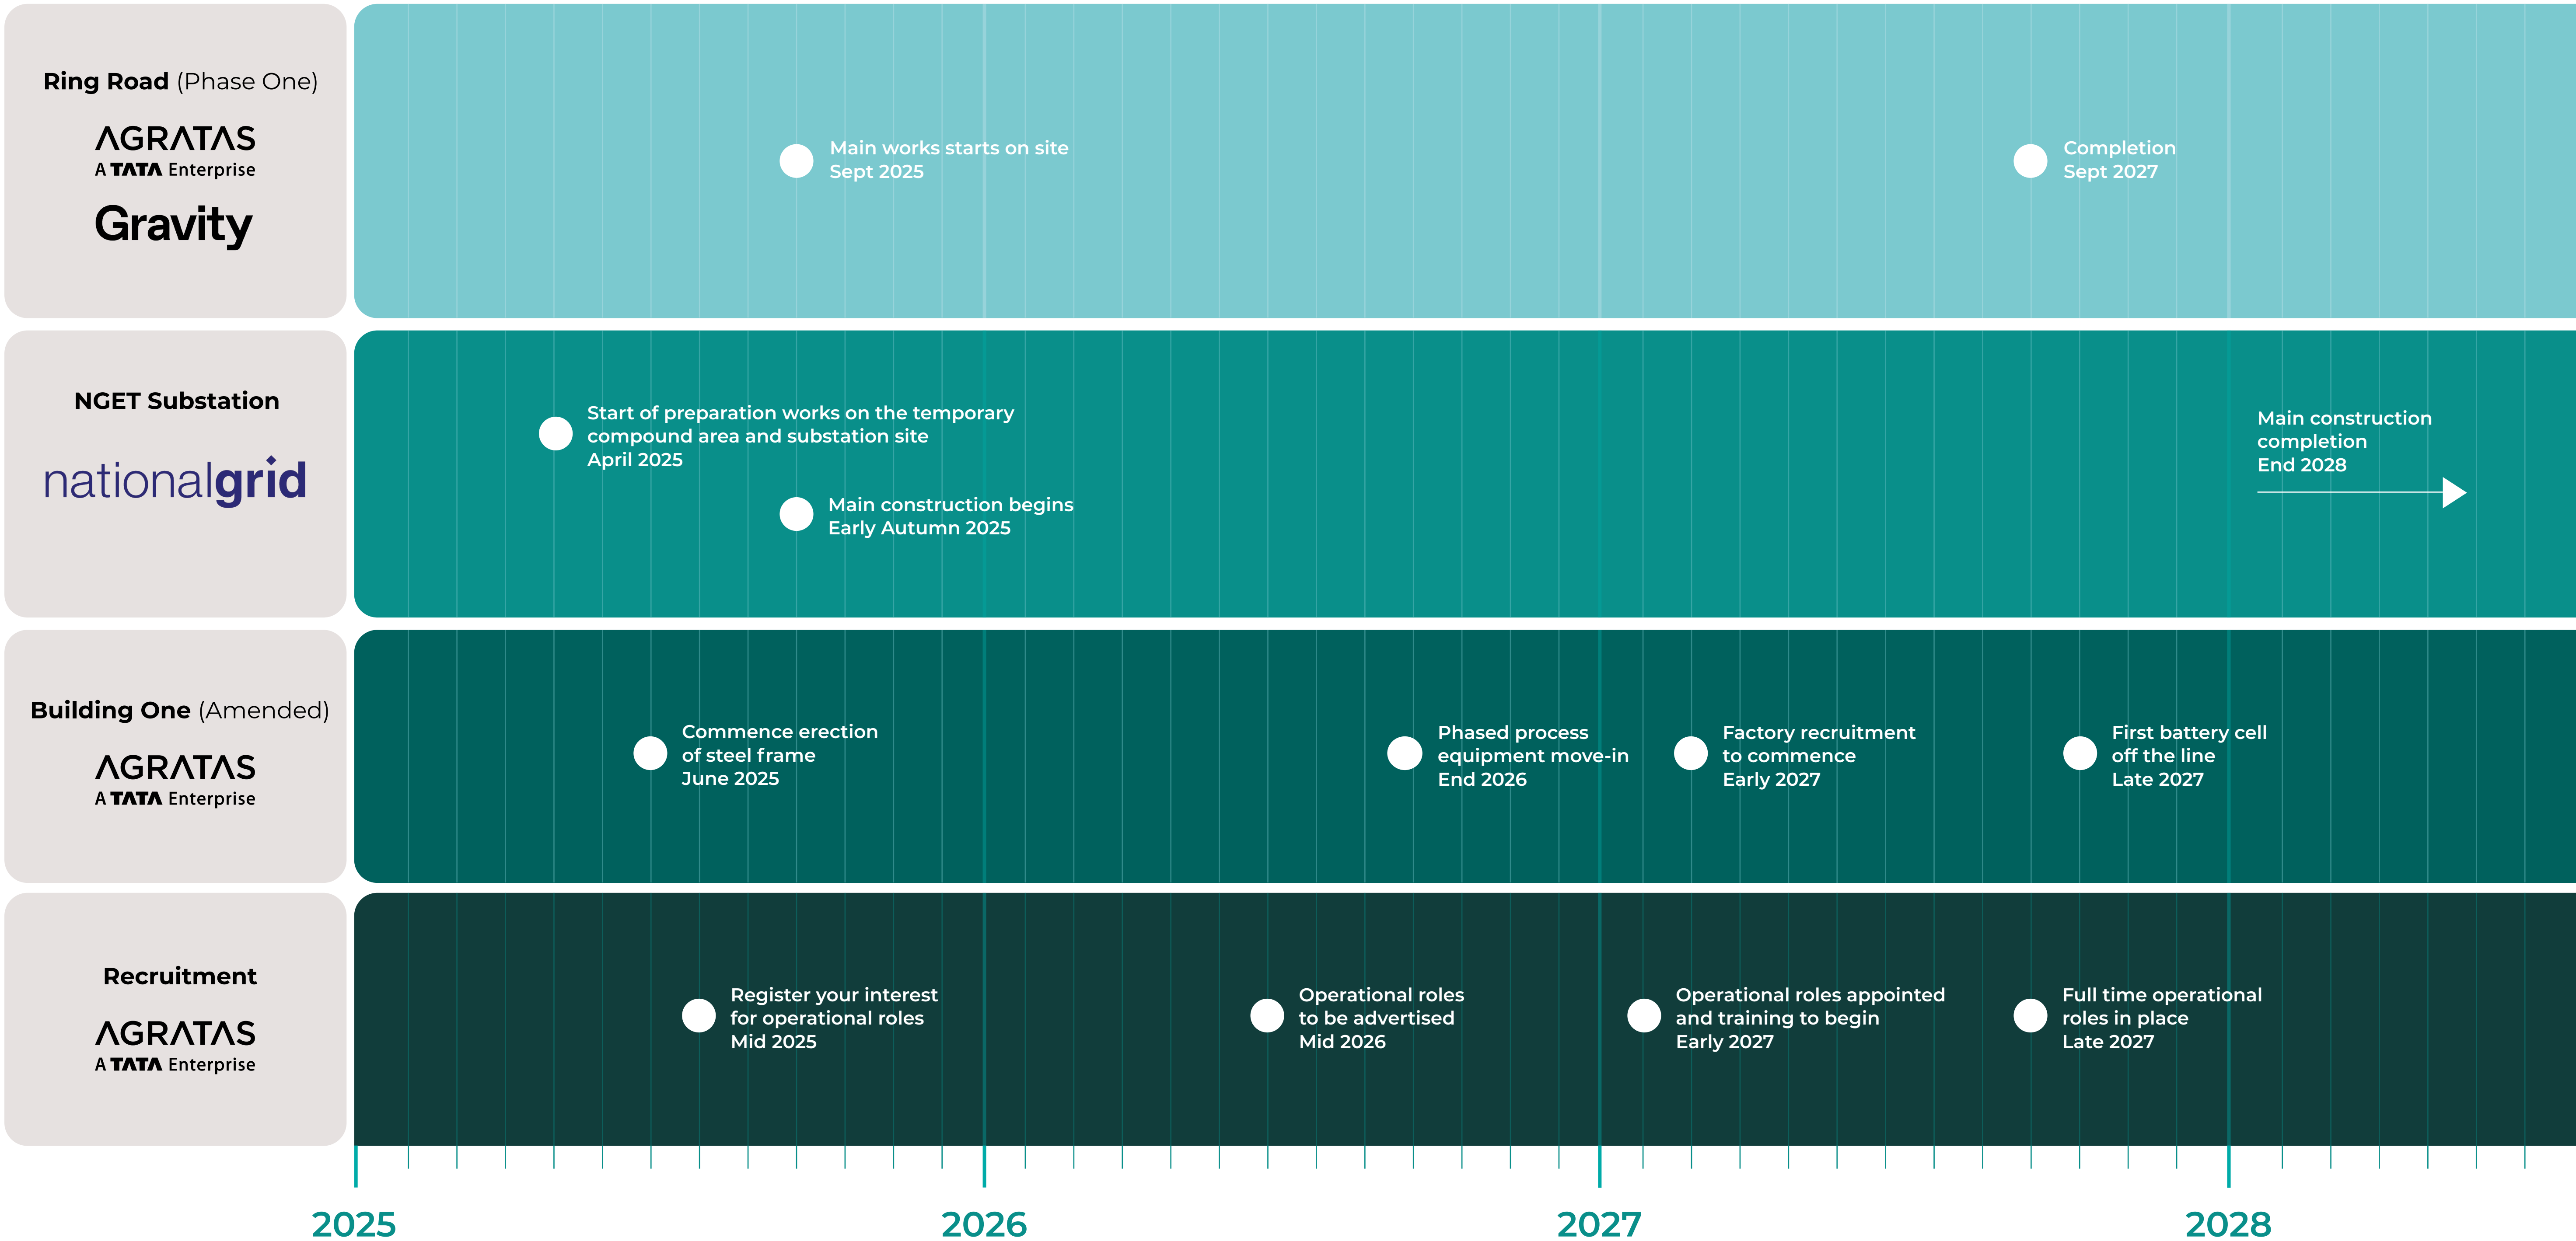 Ring Road (Phase One)
AGRATAS
A TATA Enterprise
Gravity
Main works starts on site
Sept 2025
Completion
Sept 2027
NGET Substation
nationalgrid
Start of preparation works on the temporary
compound area and substation site
April 2025
Main construction begins
Early Autumn 2025
Main construction
completion
End 2028
Building One (Amended)
AGRATAS
A TATA Enterprise
Commence erection
of steel frame
June 2025
Phased process
equipment move-in
End 2026
Factory recruitment
to commence
Early 2027
First battery cell
off the line
Late 2027
Recruitment
AGRATAS
A TATA Enterprise
Register your interest
for operational roles
Mid 2025
Operational roles
to be advertised
Mid 2026
Operational roles appointed
and training to begin
Early 2027
Full time operational
roles in place
Late 2027
2025
2026
2027
2028